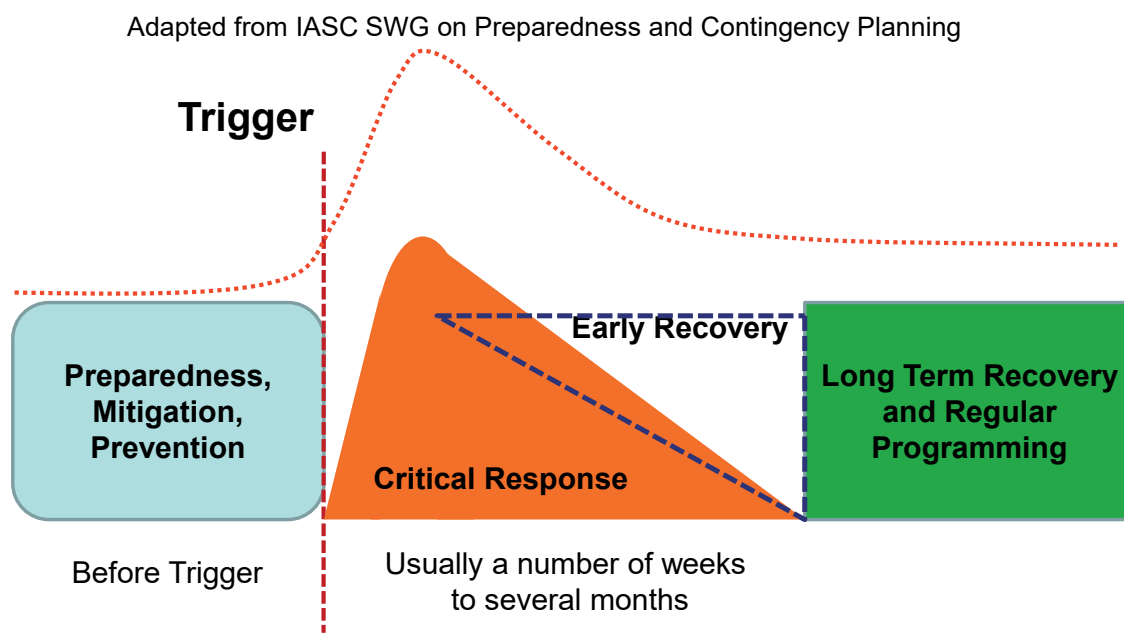 Adapted from IASC SWG on Preparedness and Contingency Planning
Trigger
Early Recovery
Preparedness,
Mitigation,
Prevention
Long Term Recovery
and Regular
Programming
Critical Response
Before Trigger
Usually a number of weeks
to several months